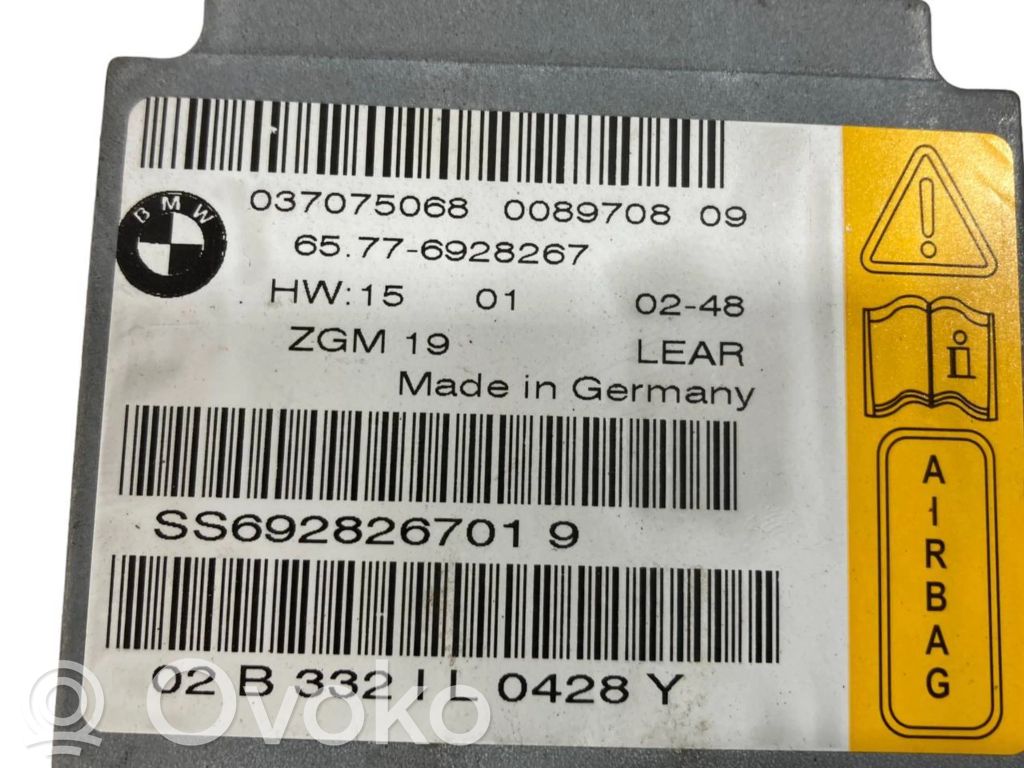 BMW
037075068 0089708 09
65.77-6928267
HW:15 01 02-48
ZGM 19 LEAR
Made in Germany
SS692826701 9
02 B 332 I L 0428 Y
AIRBAG
Ovoko